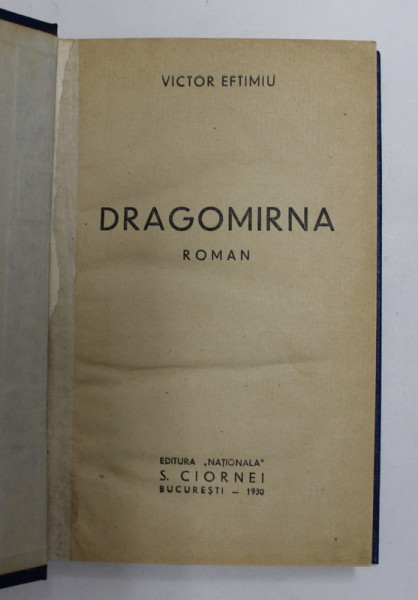 VICTOR EFTIMIU
DRAGOMIRNA
ROMAN
EDITURA „NAȚIONALA"
S. CIORNEI
BUCUREȘTI — 1930